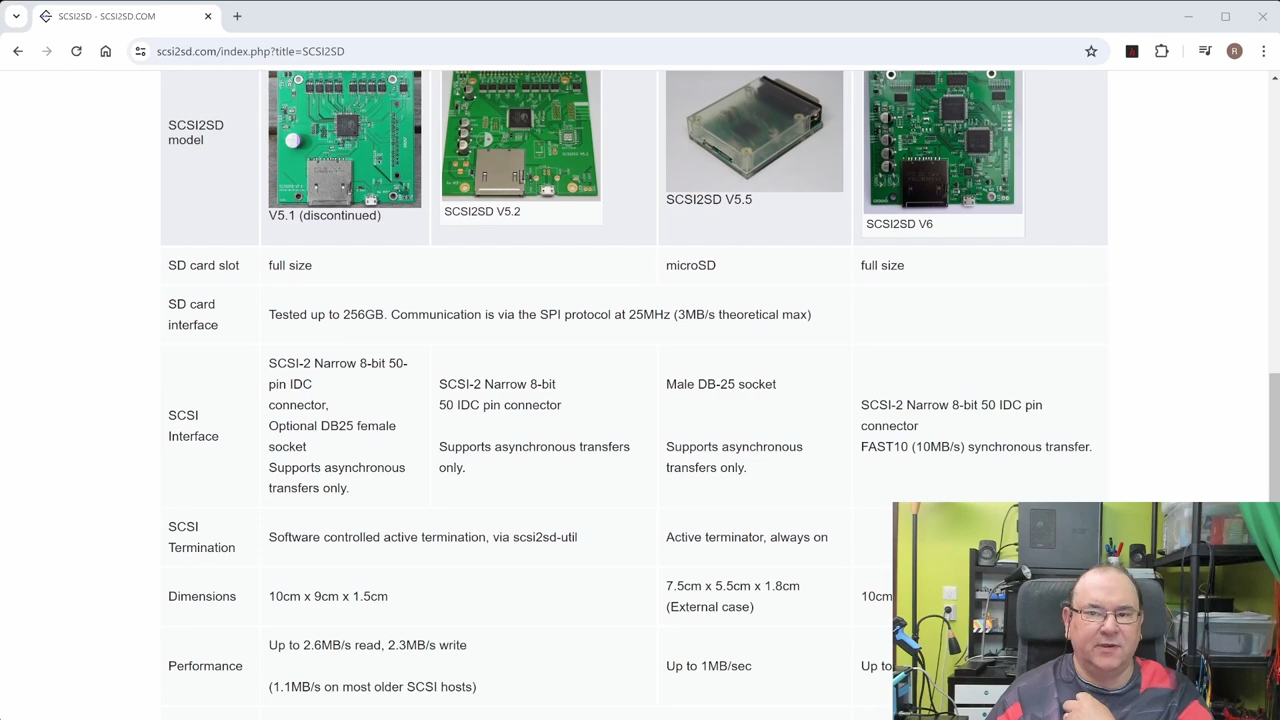 SCSI2SD - SCSI2SD.COM
scsi2sd.com/index.php?title=SCSI2SD
R
SCSI2SD
model
V5.1 (discontinued)
SCSI2SD V5.2
SCSI2SD V5.5
SCSI2SD V6
SD card slot
full size
microSD
full size
SD card
interface
Tested up to 256GB. Communication is via the SPI protocol at 25MHz (3MB/s theoretical max)
SCSI
Interface
SCSI-2 Narrow 8-bit 50-
pin IDC
connector,
Optional DB25 female
socket
Supports asynchronous
transfers only.
SCSI-2 Narrow 8-bit
50 IDC pin connector
Supports asynchronous transfers
only.
Male DB-25 socket
Supports asynchronous
transfers only.
SCSI-2 Narrow 8-bit 50 IDC pin
connector
FAST10 (10MB/s) synchronous transfer.
SCSI
Termination
Software controlled active termination, via scsi2sd-util
Active terminator, always on
Dimensions
10cm x 9cm x 1.5cm
7.5cm x 5.5cm x 1.8cm
(External case)
10cm
Performance
Up to 2.6MB/s read, 2.3MB/s write
(1.1MB/s on most older SCSI hosts)
Up to 1MB/sec
Up to